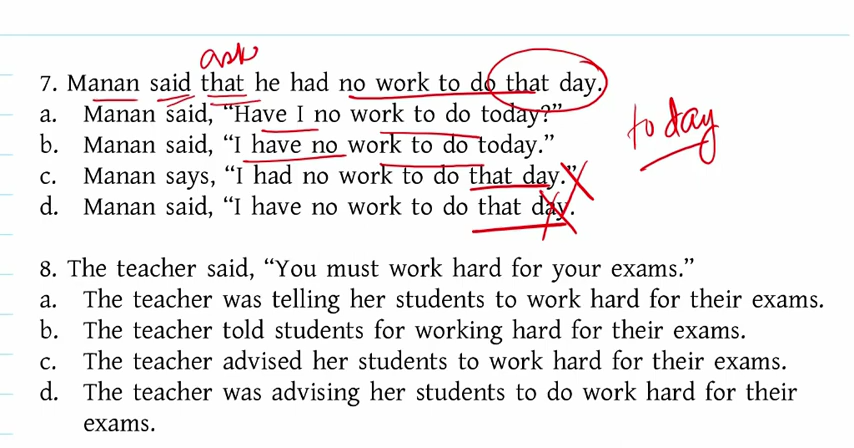 ask
7. Manan said that he had no work to do that day.
a. Manan said, “Have I no work to do today?”
today
b. Manan said, “I have no work to do today.”
c. Manan says, “I had no work to do that day.”
d. Manan said, “I have no work to do that day.
8. The teacher said, “You must work hard for your exams.”
a. The teacher was telling her students to work hard for their exams.
b. The teacher told students for working hard for their exams.
c. The teacher advised her students to work hard for their exams.
d. The teacher was advising her students to do work hard for their
exams.